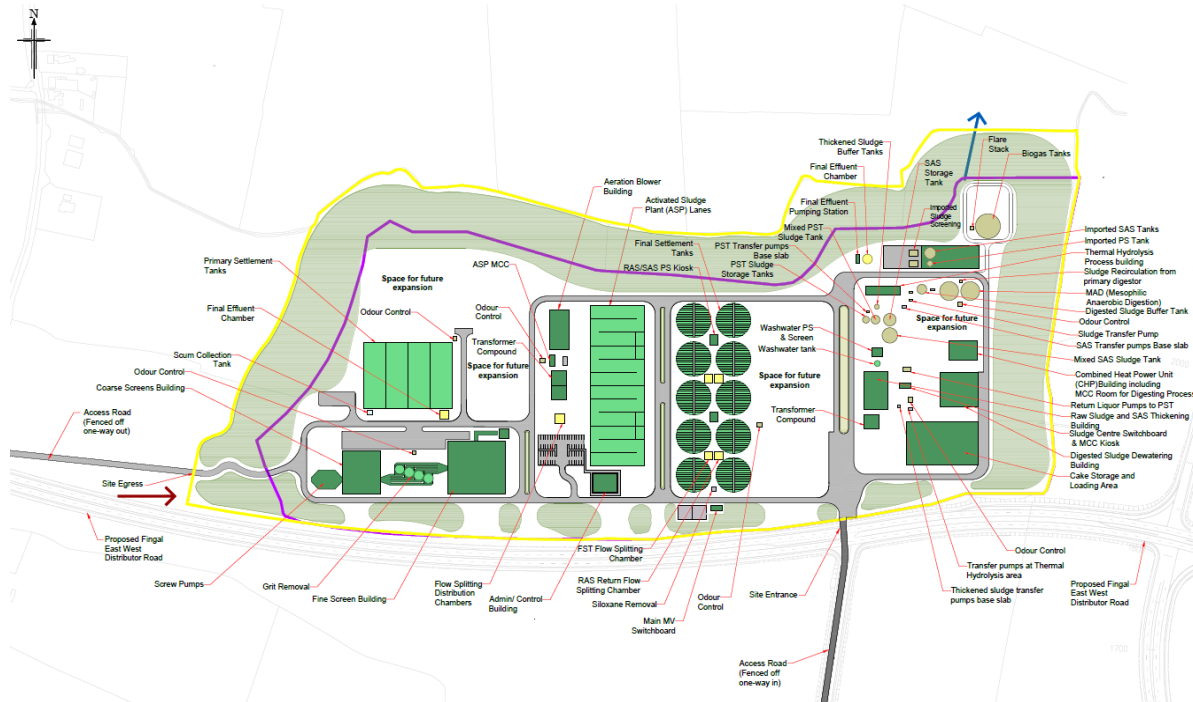 N
Thickened Sludge
Buffer Tanks
Final Effluent
Chamber
Flare
Stack
Biogas Tanks
SAS
Storage
Tank
Aeration Blower
Building
Activated Sludge
Plant (ASP) Lanes
Final Effluent
Pumping Station
Imported
Sludge
Screening
Mixed PST
Sludge Tank
Final Settlement
Tanks
PST Transfer pumps
Base slab
RAS/SAS PS Kiosk
PST Sludge
Storage Tanks
Imported SAS Tanks
Imported PS Tank
Thermal Hydrolysis
Process building
Sludge Recirculation from
primary digestor
MAD (Mesophilic
Anaerobic Digestion)
Digested Sludge Buffer Tank
Odour Control
Sludge Transfer Pump
SAS Transfer pumps Base slab
Mixed SAS Sludge Tank
Combined Heat Power Unit
(CHP)Building including
MCC Room for Digesting Process
Return Liquor Pumps to PST
Raw Sludge and SAS Thickening
Building
Sludge Centre Switchboard
& MCC Kiosk
Digested Sludge Dewatering
Building
Cake Storage and
Loading Area
Primary Settlement
Tanks
Space for future
expansion
ASP MCC
Final Effluent
Chamber
Odour Control
Odour
Control
Transformer
Compound
Space for future
expansion
Space for future
expansion
Space for future
expansion
Washwater PS
& Screen
Washwater tank
Transformer
Compound
Scum Collection
Tank
Odour Control
Coarse Screens Building
Access Road
(Fenced off
one-way out)
Site Egress
Proposed Fingal
East West
Distributor Road
Screw Pumps
Grit Removal
Fine Screen Building
Flow Splitting
Distribution
Chambers
Admin/ Control
Building
FST Flow Splitting
Chamber
RAS Return Flow
Splitting Chamber
Siloxane Removal
Main MV
Switchboard
Odour
Control
Site Entrance
Access Road
(Fenced off
one-way in)
Odour Control
Transfer pumps at Thermal
Hydrolysis area
Thickened sludge transfer
pumps base slab
Proposed Fingal
East West
Distributor Road